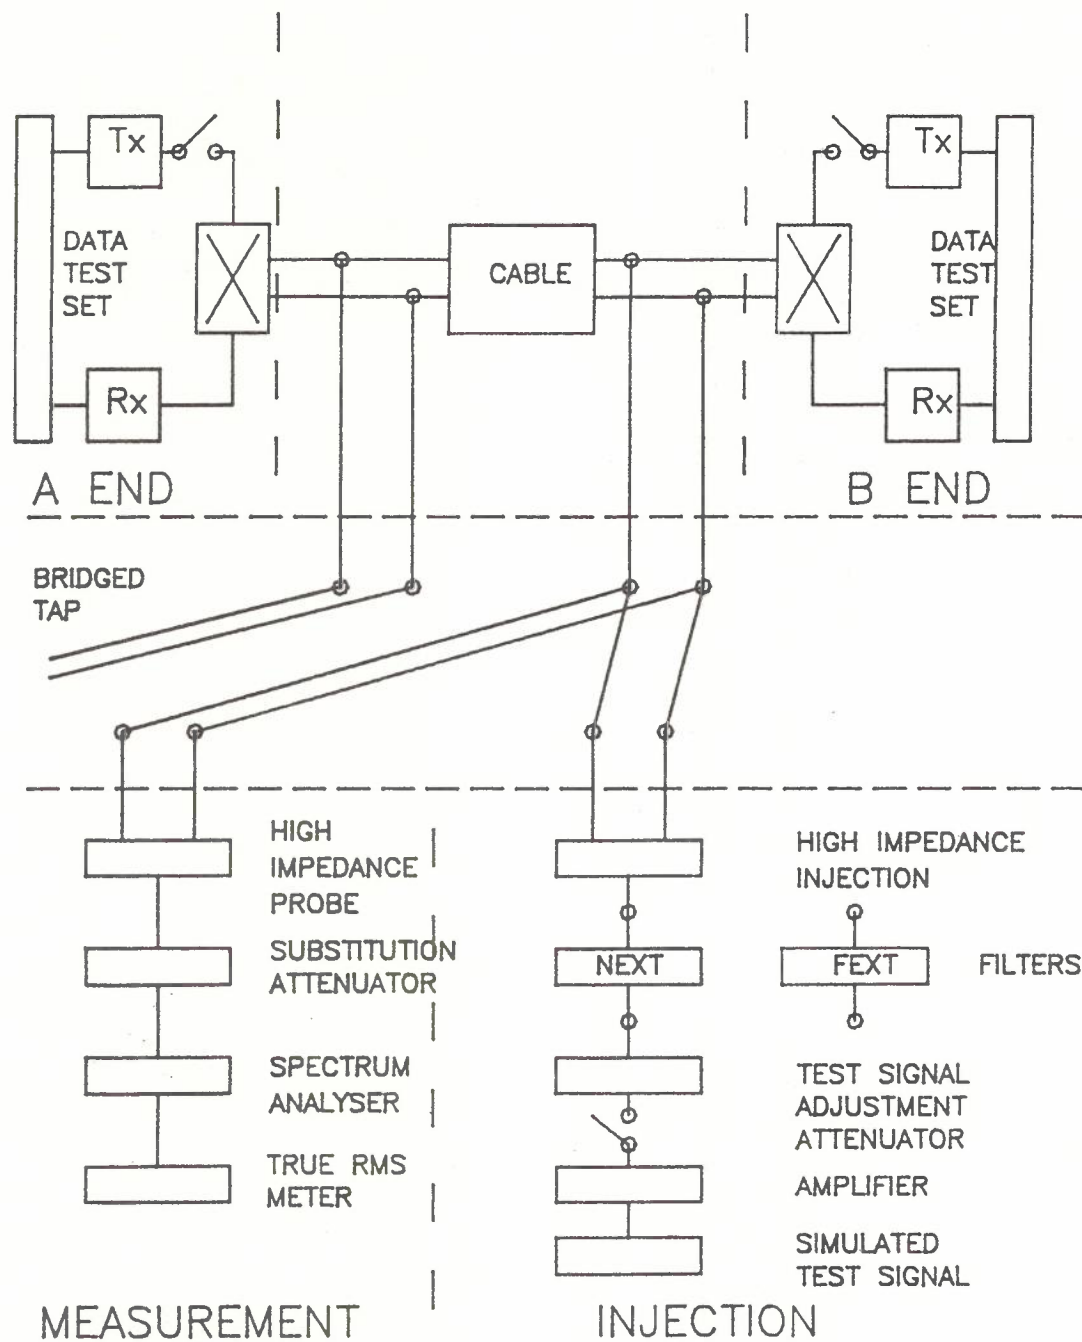 Tx
Tx
DATA
TEST
SET
CABLE
DATA
TEST
SET
Rx
Rx
A END
B END
BRIDGED
TAP
HIGH
IMPEDANCE
PROBE
HIGH IMPEDANCE
INJECTION
SUBSTITUTION
ATTENUATOR
NEXT
FEXT
FILTERS
SPECTRUM
ANALYSER
TEST SIGNAL
ADJUSTMENT
ATTENUATOR
TRUE RMS
METER
AMPLIFIER
SIMULATED
TEST SIGNAL
MEASUREMENT
INJECTION